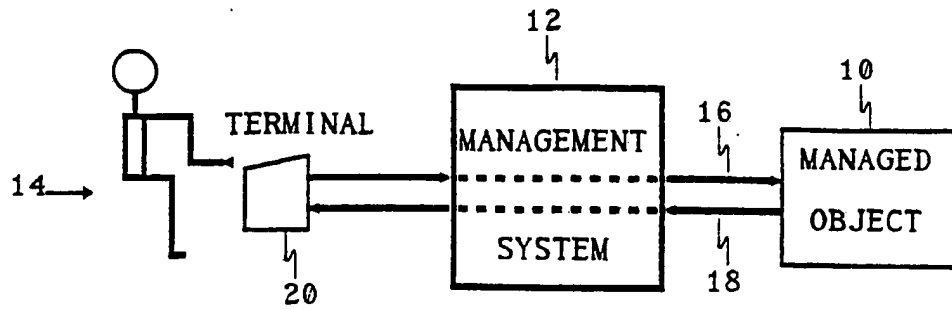 12
10
16
TERMINAL
MANAGEMENT
MANAGED
14
OBJECT
SYSTEM
18
20